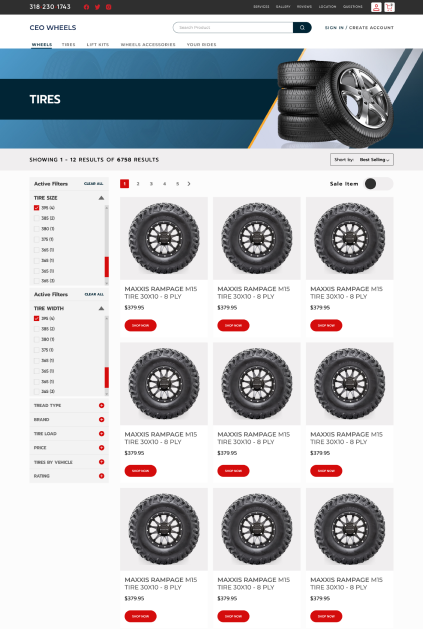 318 230 1743
SERVICES GALLERY REVIEWS LOCATION QUESTIONS
CEO WHEELS
Search Product
SIGN IN / CREATE ACCOUNT
WHEELS TIRES LIFT KITS WHEELS ACCESSORIES YOUR RIDES
TIRES
SHOWING 1 - 12 RESULTS OF 6758 RESULTS
Short by: Best Selling
Active Filters CLEAR ALL
1 2 3 4 5
Sale Item
TIRE SIZE
395 (4)
385 (2)
380 (1)
375 (1)
365 (1)
365 (1)
365 (1)
365 (3)
Active Filters CLEAR ALL
TIRE WIDTH
395 (4)
385 (2)
380 (1)
375 (1)
365 (1)
365 (1)
365 (1)
345 (3)
TREAD TYPE
BRAND
TIRE LOAD
PRICE
TIRES BY VEHICLE
RATING
MAXXIS RAMPAGE M15
TIRE 30X10 - 8 PLY
$379.95
SHOP NOW
MAXXIS RAMPAGE M15
TIRE 30X10 - 8 PLY
$379.95
SHOP NOW
MAXXIS RAMPAGE M15
TIRE 30X10 - 8 PLY
$379.95
SHOP NOW
MAXXIS RAMPAGE M15
TIRE 30X10 - 8 PLY
$379.95
SHOP NOW
MAXXIS RAMPAGE M15
TIRE 30X10 - 8 PLY
$379.95
SHOP NOW
MAXXIS RAMPAGE M15
TIRE 30X10 - 8 PLY
$379.95
SHOP NOW
MAXXIS RAMPAGE M15
TIRE 30X10 - 8 PLY
$379.95
SHOP NOW
MAXXIS RAMPAGE M15
TIRE 30X10 - 8 PLY
$379.95
SHOP NOW
MAXXIS RAMPAGE M15
TIRE 30X10 - 8 PLY
$379.95
SHOP NOW